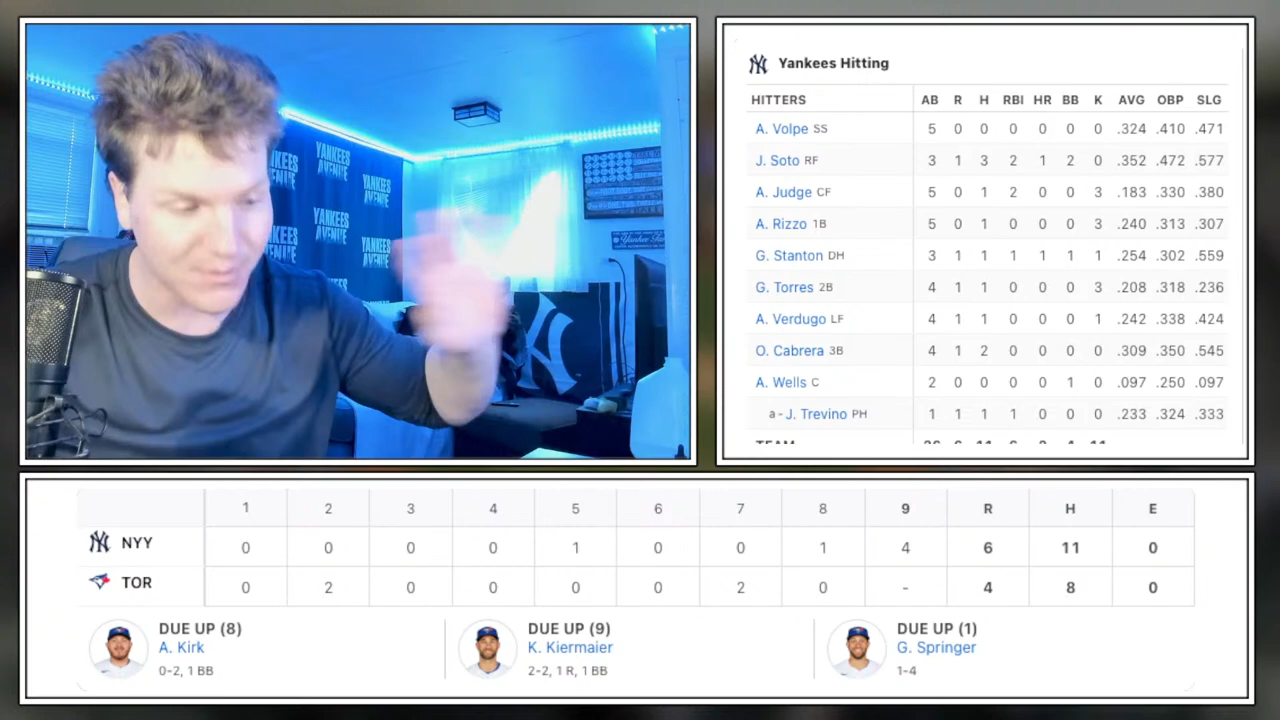 YANKEES
AVENUE
YANKEES
AVENUE
YANKEES
AVENUE
YANKEES
AVENUE
Yankees Hitting
HITTERS AB R H RBI HR BB K AVG OBP SLG
A. Volpe SS 5 0 0 0 0 0 0 .324 .410 .471
J. Soto RF 3 1 3 2 1 2 0 .352 .472 .577
A. Judge CF 5 0 1 2 0 0 3 .183 .330 .380
A. Rizzo 1B 5 0 1 0 0 0 3 .240 .313 .307
G. Stanton DH 3 1 1 1 1 1 1 .254 .302 .559
G. Torres 2B 4 1 1 0 0 0 3 .208 .318 .236
A. Verdugo LF 4 1 1 0 0 0 1 .242 .338 .424
O. Cabrera 3B 4 1 2 0 0 0 0 .309 .350 .545
A. Wells C 2 0 0 0 0 1 0 .097 .250 .097
a - J. Trevino PH 1 1 1 1 0 0 0 .233 .324 .333
1 2 3 4 5 6 7 8 9 R H E
NYY 0 0 0 0 1 0 0 1 4 6 11 0
TOR 0 2 0 0 0 0 2 0 - 4 8 0
DUE UP (8)
A. Kirk
0-2, 1 BB
DUE UP (9)
K. Kiermaier
2-2, 1 R, 1 BB
DUE UP (1)
G. Springer
1-4